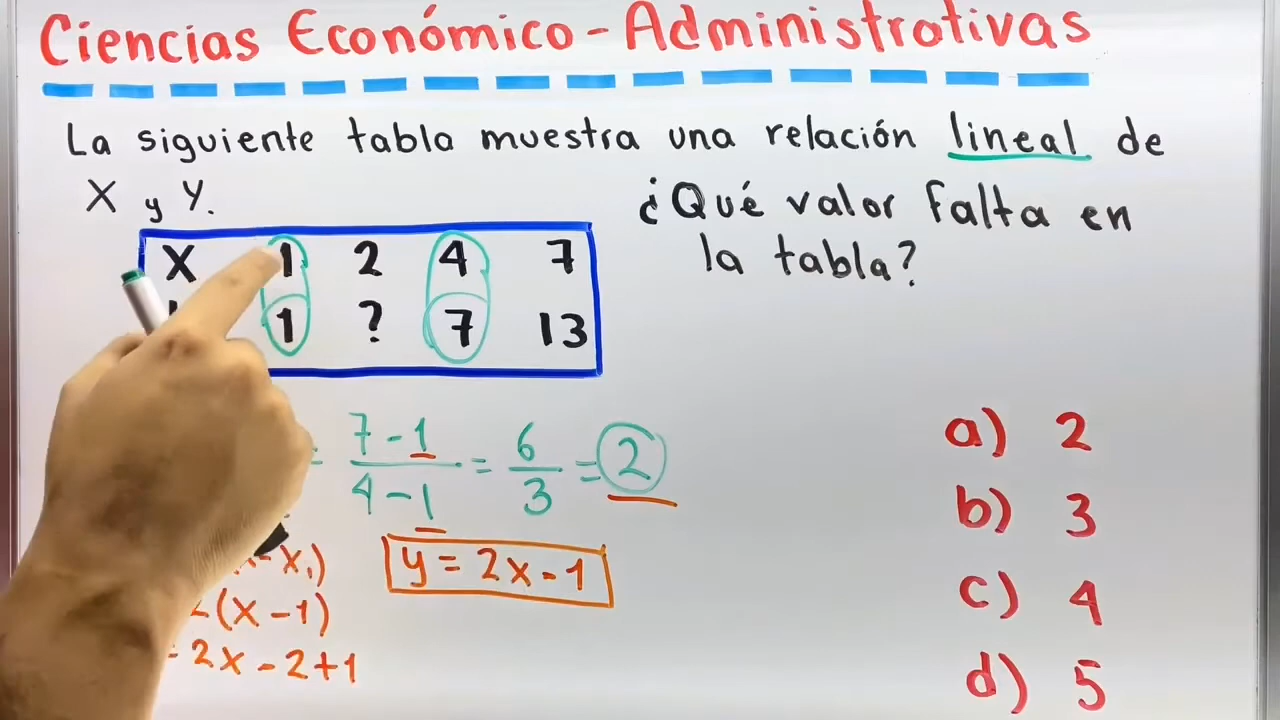 Ciencias Económico-Administrativas
La siguiente tabla muestra una relación lineal de
X y Y.
¿Qué valor falta en
la tabla?
X 1 2 4 7
1 ? 7 13
= 7-1 / 4-1 = 6/3 = 2
-x₁)
y = 2x-1
2(x-1)
2x-2+1
a) 2
b) 3
c) 4
d) 5